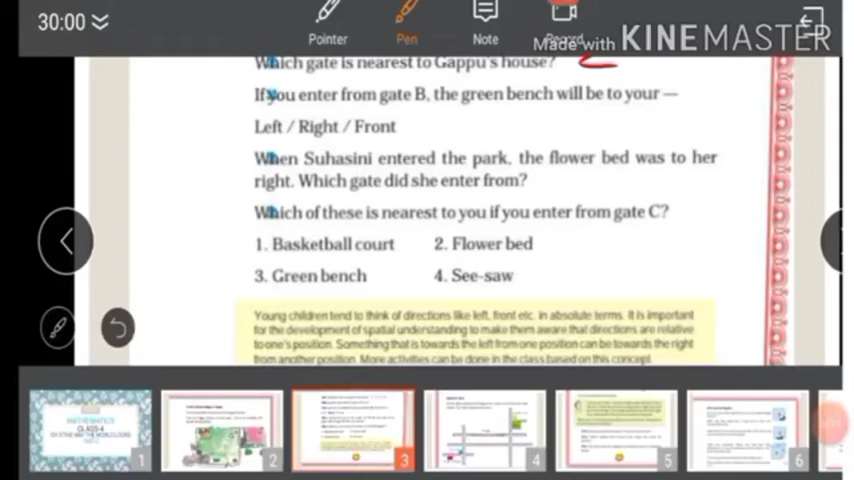 30:00
Pointer
Pen
Note
Record
Made with KINEMASTER
Which gate is nearest to Gappu's house?
If you enter from gate B, the green bench will be to your —
Left / Right / Front
When Suhasini entered the park, the flower bed was to her
right. Which gate did she enter from?
Which of these is nearest to you if you enter from gate C?
1. Basketball court 2. Flower bed
3. Green bench 4. See-saw
Young children tend to think of directions like left, front etc. in absolute terms. It is important
for the development of spatial understanding to make them aware that directions are relative
to one's position. Something that is towards the left from one position can be towards the right
from another position. More activities can be done in the class based on this concept.
MATHEMATICS
CLASS-4
1
2
3
4
5
6